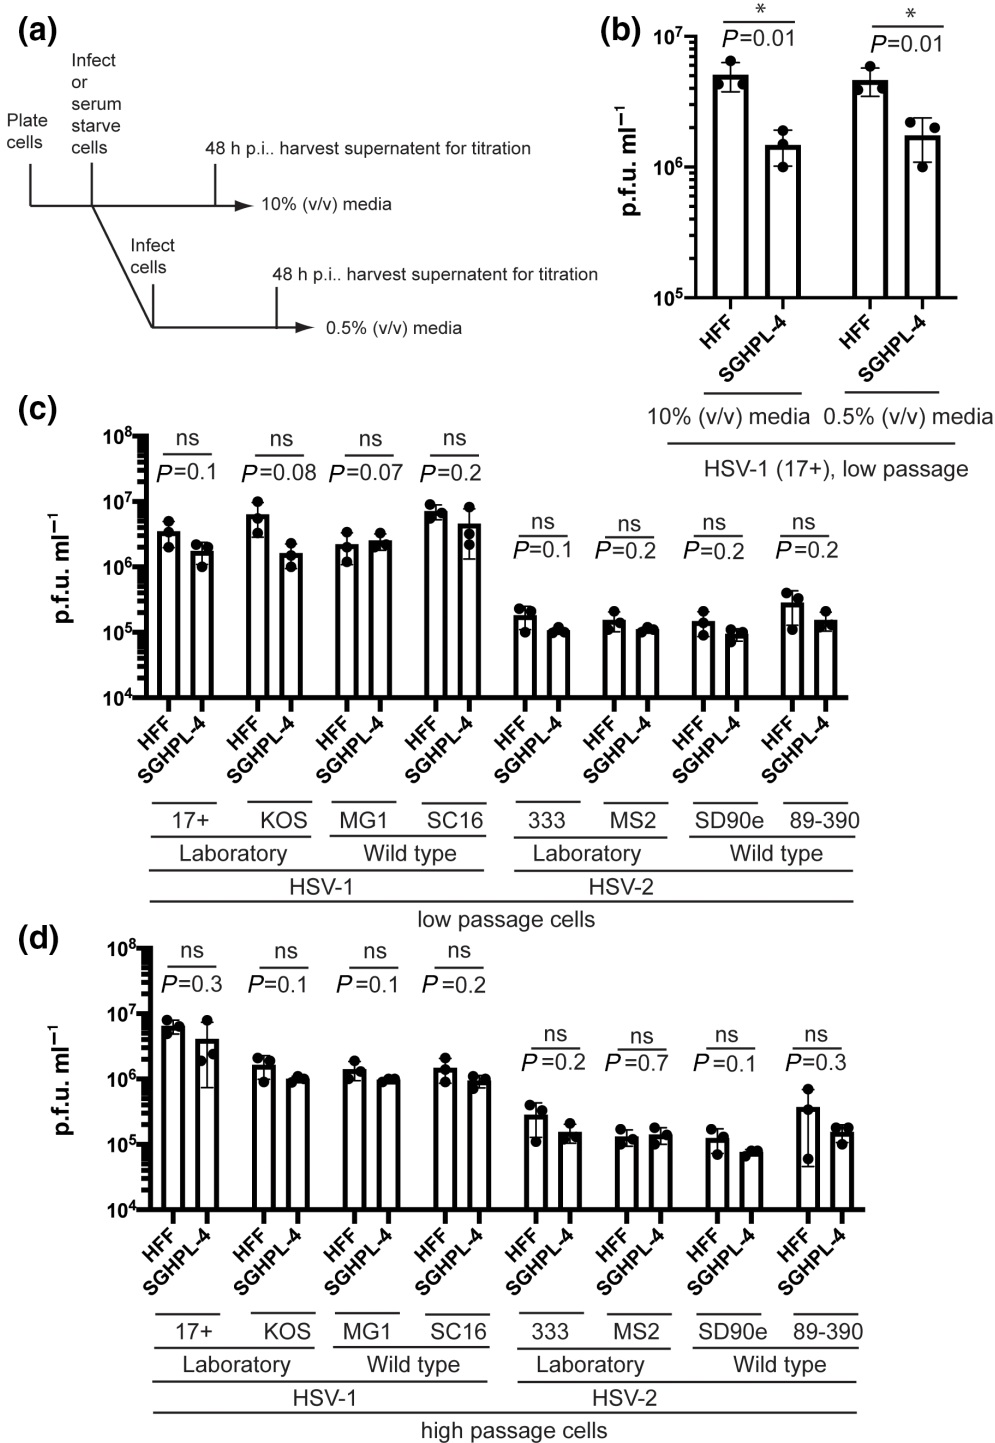 (a)
Infect
or
serum
starve
cells
Plate
cells
48 h p.i.. harvest supernatent for titration
10% (v/v) media
Infect
cells
48 h p.i.. harvest supernatent for titration
0.5% (v/v) media
(b)
* *
P=0.01 P=0.01
10⁷
10⁶
10⁵
p.f.u. ml⁻¹
HFF SGHPL-4 HFF SGHPL-4
10% (v/v) media 0.5% (v/v) media
HSV-1 (17+), low passage
(c)
ns ns ns ns
P=0.1 P=0.08 P=0.07 P=0.2
ns ns ns ns
P=0.1 P=0.2 P=0.2 P=0.2
10⁸
10⁷
10⁶
10⁵
10⁴
p.f.u. ml⁻¹
HFF SGHPL-4 HFF SGHPL-4 HFF SGHPL-4 HFF SGHPL-4 HFF SGHPL-4 HFF SGHPL-4 HFF SGHPL-4 HFF SGHPL-4
17+ KOS MG1 SC16 333 MS2 SD90e 89-390
Laboratory Wild type Laboratory Wild type
HSV-1 HSV-2
low passage cells
(d)
ns ns ns ns
P=0.3 P=0.1 P=0.1 P=0.2
ns ns ns ns
P=0.2 P=0.7 P=0.1 P=0.3
10⁸
10⁷
10⁶
10⁵
10⁴
p.f.u. ml⁻¹
HFF SGHPL-4 HFF SGHPL-4 HFF SGHPL-4 HFF SGHPL-4 HFF SGHPL-4 HFF SGHPL-4 HFF SGHPL-4 HFF SGHPL-4
17+ KOS MG1 SC16 333 MS2 SD90e 89-390
Laboratory Wild type Laboratory Wild type
HSV-1 HSV-2
high passage cells